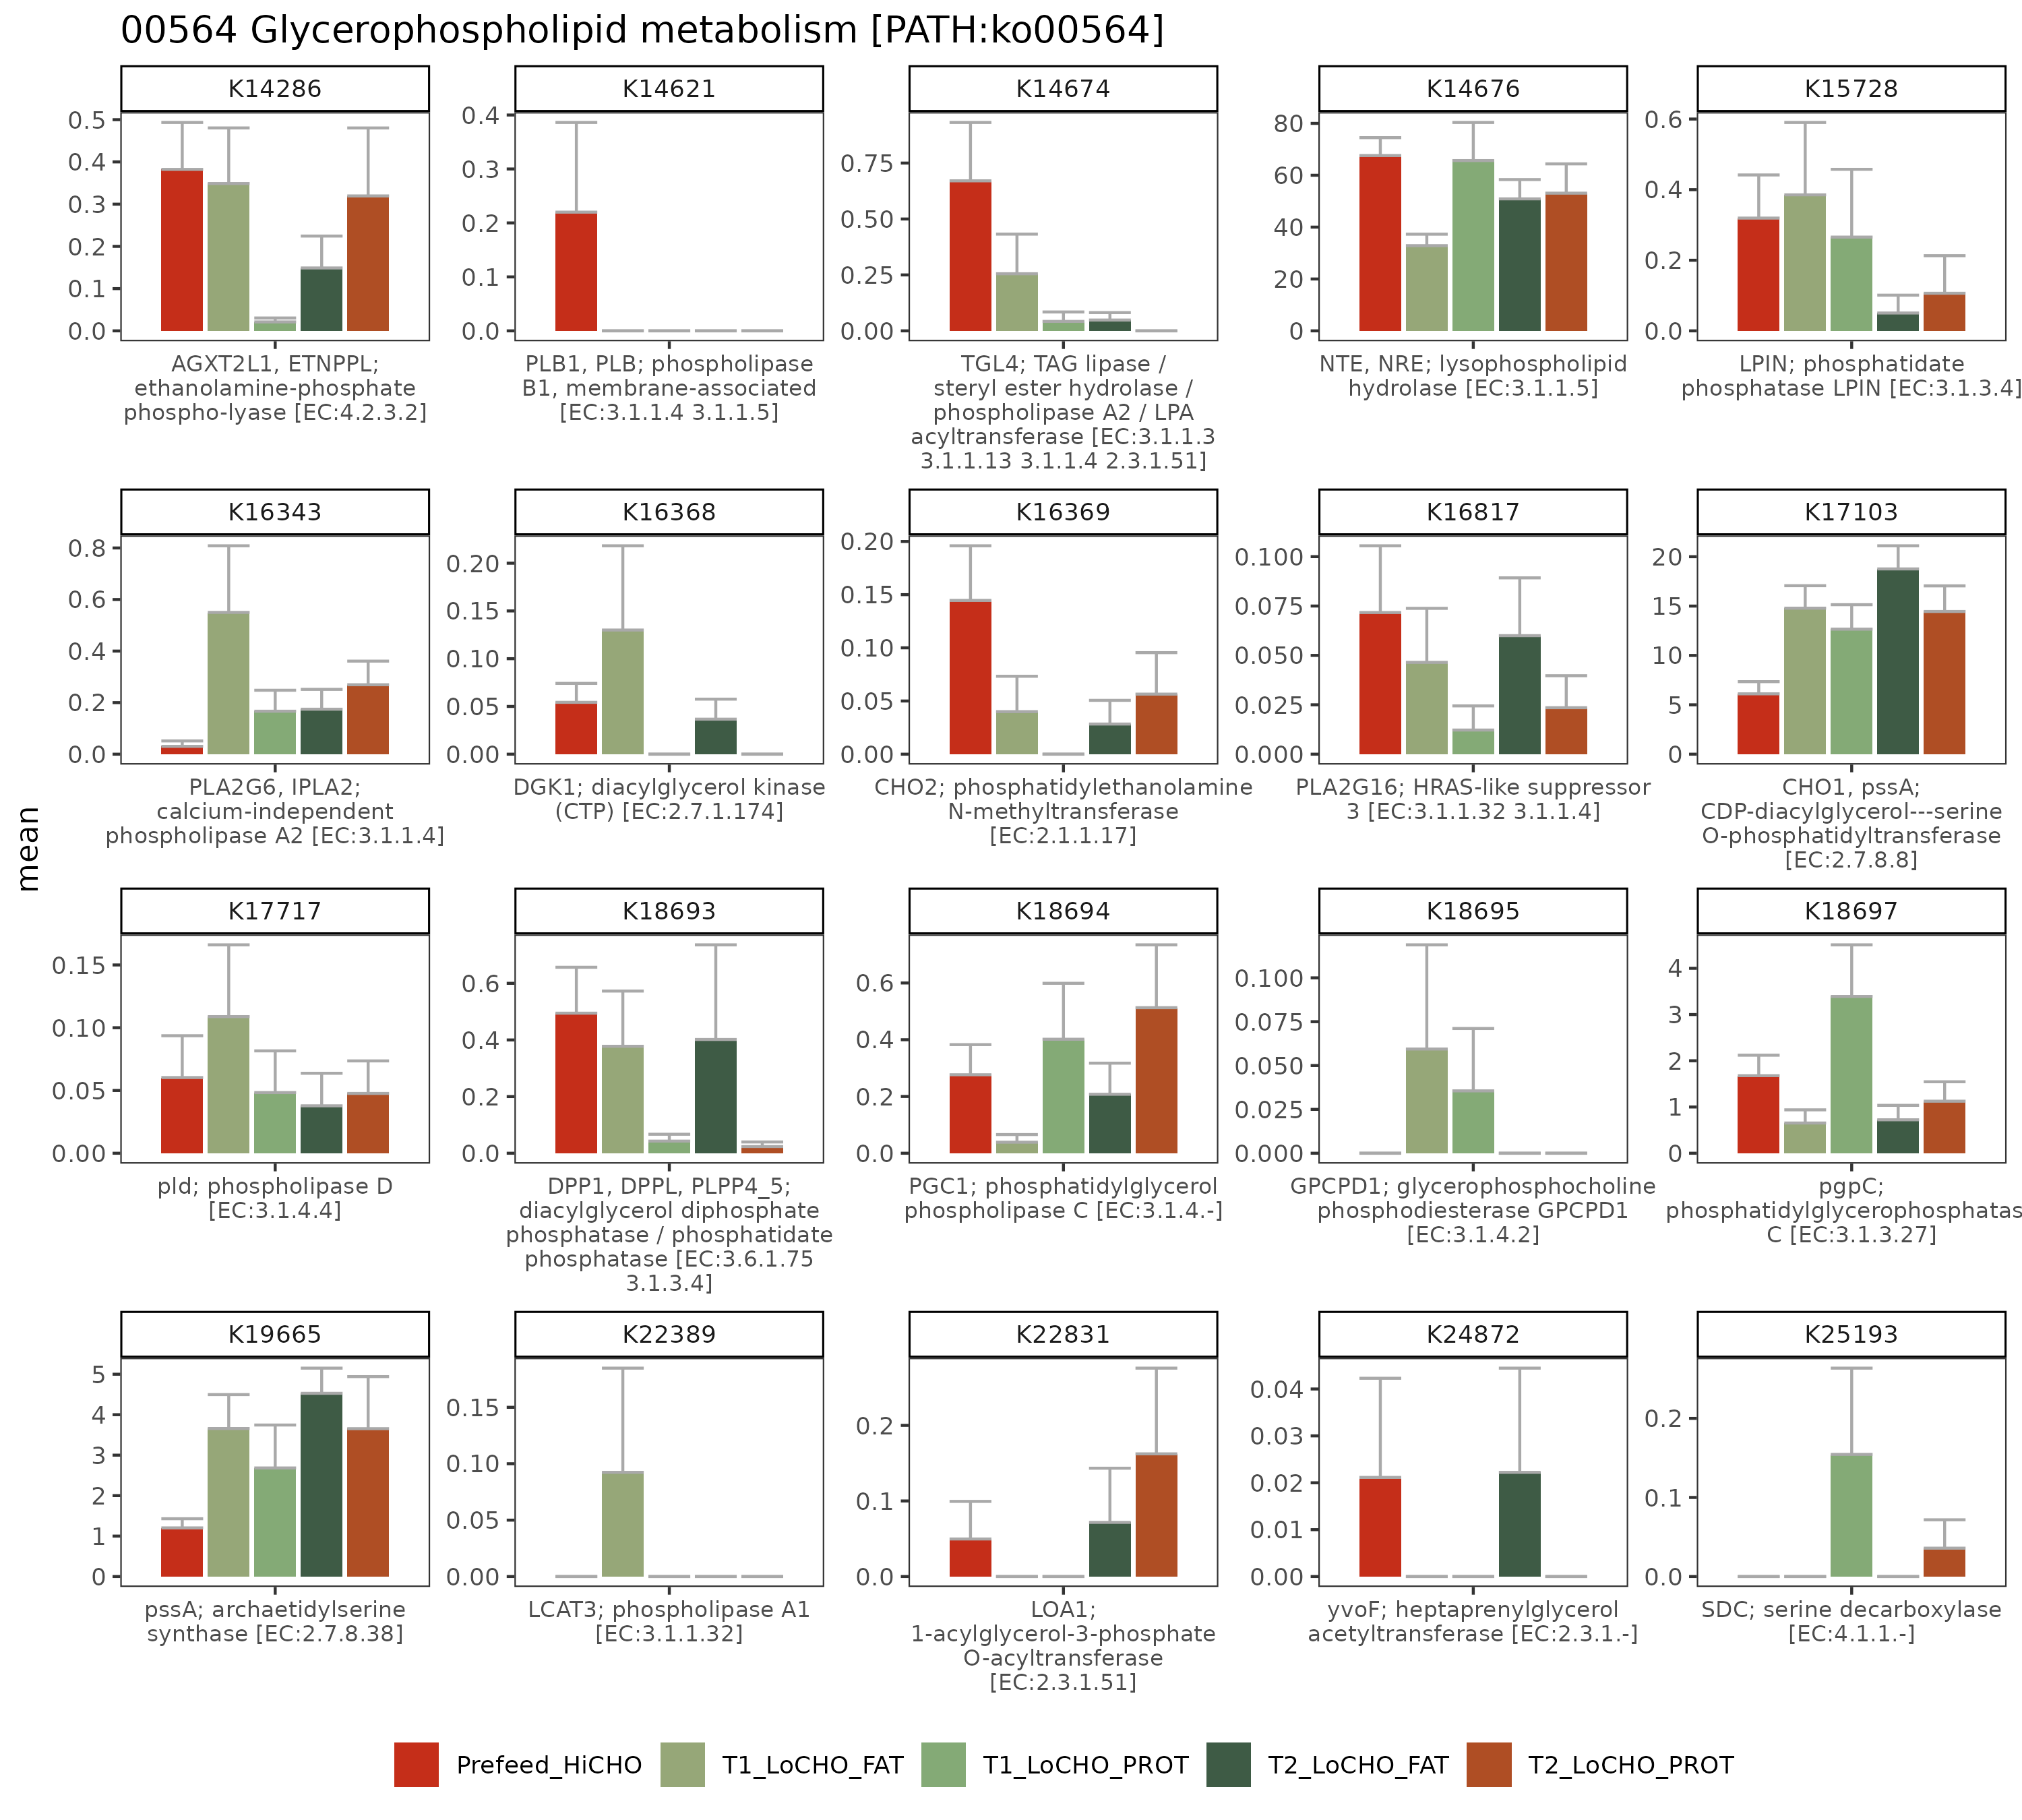 00564 Glycerophospholipid metabolism [PATH:ko00564]
mean
K14286
0.5
0.4
0.3
0.2
0.1
0.0
AGXT2L1, ETNPPL;
ethanolamine-phosphate
phospho-lyase [EC:4.2.3.2]
K14621
0.4
0.3
0.2
0.1
0.0
PLB1, PLB; phospholipase
B1, membrane-associated
[EC:3.1.1.4 3.1.1.5]
K14674
0.75
0.50
0.25
0.00
TGL4; TAG lipase /
steryl ester hydrolase /
phospholipase A2 / LPA
acyltransferase [EC:3.1.1.3
3.1.1.13 3.1.1.4 2.3.1.51]
K14676
80
60
40
20
0
NTE, NRE; lysophospholipid
hydrolase [EC:3.1.1.5]
K15728
0.6
0.4
0.2
0.0
LPIN; phosphatidate
phosphatase LPIN [EC:3.1.3.4]
K16343
0.8
0.6
0.4
0.2
0.0
PLA2G6, IPLA2;
calcium-independent
phospholipase A2 [EC:3.1.1.4]
K16368
0.20
0.15
0.10
0.05
0.00
DGK1; diacylglycerol kinase
(CTP) [EC:2.7.1.174]
K16369
0.20
0.15
0.10
0.05
0.00
CHO2; phosphatidylethanolamine
N-methyltransferase
[EC:2.1.1.17]
K16817
0.100
0.075
0.050
0.025
0.000
PLA2G16; HRAS-like suppressor
3 [EC:3.1.1.32 3.1.1.4]
K17103
20
15
10
5
0
CHO1, pssA;
CDP-diacylglycerol---serine
O-phosphatidyltransferase
[EC:2.7.8.8]
K17717
0.15
0.10
0.05
0.00
pld; phospholipase D
[EC:3.1.4.4]
K18693
0.6
0.4
0.2
0.0
DPP1, DPPL, PLPP4_5;
diacylglycerol diphosphate
phosphatase / phosphatidate
phosphatase [EC:3.6.1.75
3.1.3.4]
K18694
0.6
0.4
0.2
0.0
PGC1; phosphatidylglycerol
phospholipase C [EC:3.1.4.-]
K18695
0.100
0.075
0.050
0.025
0.000
GPCPD1; glycerophosphocholine
phosphodiesterase GPCPD1
[EC:3.1.4.2]
K18697
4
3
2
1
0
pgpC;
phosphatidylglycerophosphatas
C [EC:3.1.3.27]
K19665
5
4
3
2
1
0
pssA; archaetidylserine
synthase [EC:2.7.8.38]
K22389
0.15
0.10
0.05
0.00
LCAT3; phospholipase A1
[EC:3.1.1.32]
K22831
0.2
0.1
0.0
LOA1;
1-acylglycerol-3-phosphate
O-acyltransferase
[EC:2.3.1.51]
K24872
0.04
0.03
0.02
0.01
0.00
yvoF; heptaprenylglycerol
acetyltransferase [EC:2.3.1.-]
K25193
0.2
0.1
0.0
SDC; serine decarboxylase
[EC:4.1.1.-]
Prefeed_HiCHO
T1_LoCHO_FAT
T1_LoCHO_PROT
T2_LoCHO_FAT
T2_LoCHO_PROT